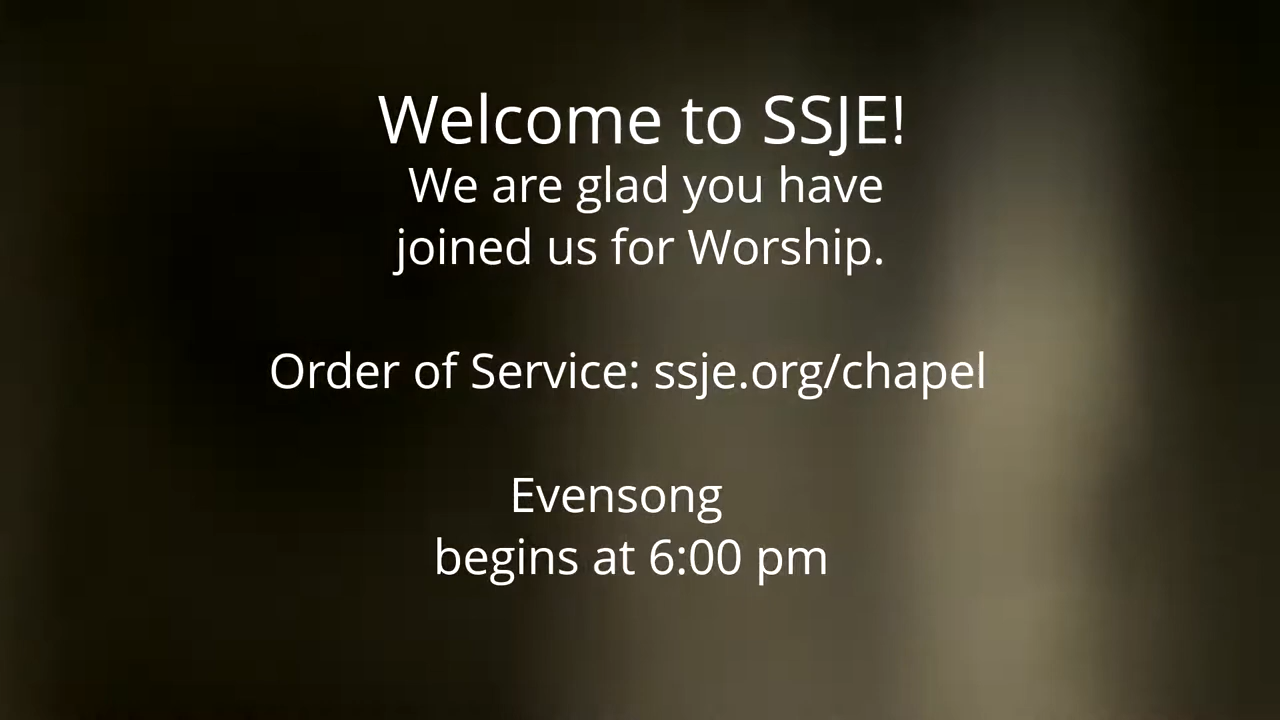 Welcome to SSJE!
We are glad you have
joined us for Worship.
Order of Service: ssje.org/chapel
Evensong
begins at 6:00 pm